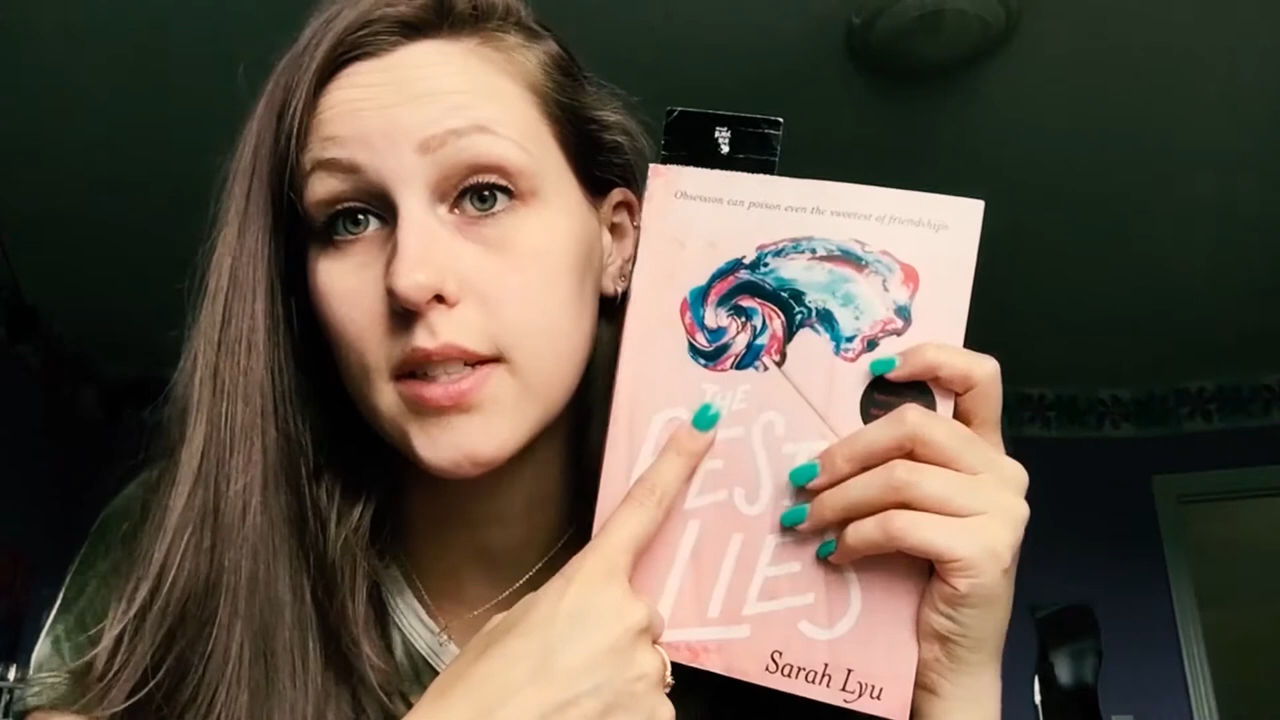 Obsession can poison even the sweetest of friendships
THE
BEST
LIES
Sarah Lyu